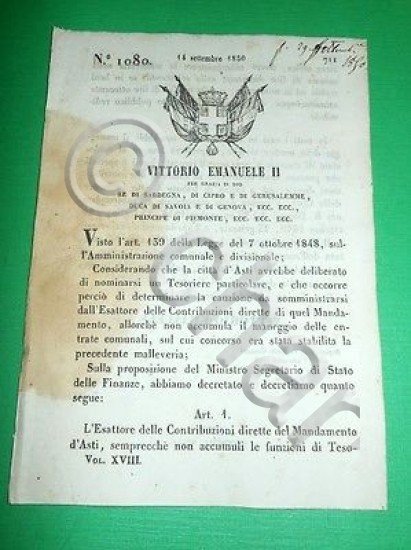 N.° 1080.
14 settembre 1850
VITTORIO EMANUELE II
PER GRAZIA DI DIO
RE DI SARDEGNA, DI CIPRO E DI GERUSALEMME,
DUCA DI SAVOIA E DI GENOVA, ECC. ECC.,
PRINCIPE DI PIEMONTE, ECC. ECC. ECC.
Visto l'art. 139 della Legge del 7 ottobre 1848, sul-
l'Amministrazione comunale e divisionale;
Considerando che la città d'Asti avrebbe deliberato
di nominarsi un Tesoriere particolare, e che occorre
perciò di determinare la cauzione a somministrarsi
dall'Esattore delle Contribuzioni dirette di quel Manda-
mento, allorchè non accumula il maneggio delle en-
trate comunali, sul cui concorso era stata stabilita la
precedente malleveria;
Sulla proposizione del Ministro Segretario di Stato
delle Finanze, abbiamo decretato e decretiamo quanto
segue:
Art. 1.
L'Esattore delle Contribuzioni dirette del Mandamento
d'Asti, sempreché non accumuli le funzioni di Teso-
Vol. XVIII.